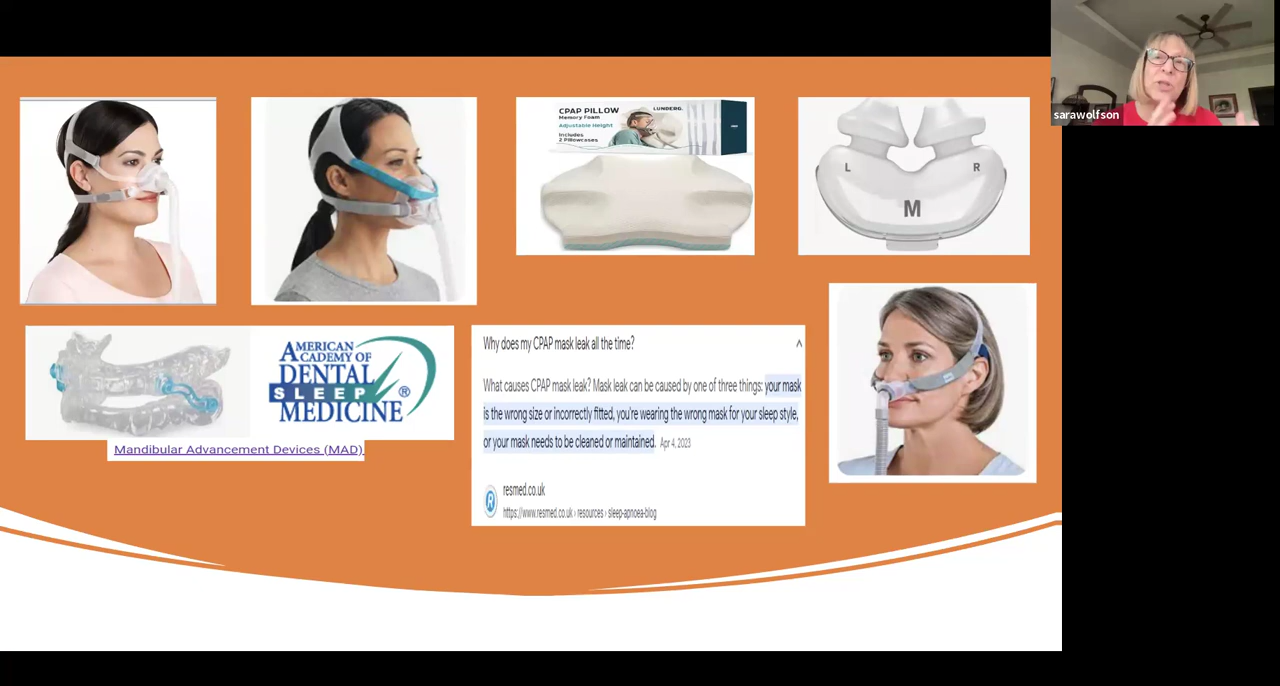 CPAP PILLOW
Memory Foam
Adjustable Height
Includes
2 Pillowcases
LUNDERG.
L
R
M
sarawolfson
AMERICAN
ACADEMY OF
DENTAL
SLEEP
MEDICINE®
Mandibular Advancement Devices (MAD)
Why does my CPAP mask leak all the time?
What causes CPAP mask leak? Mask leak can be caused by one of three things: your mask
is the wrong size or incorrectly fitted, you're wearing the wrong mask for your sleep style,
or your mask needs to be cleaned or maintained. Apr 4, 2023
R
resmed.co.uk
https://www.resmed.co.uk › resources › sleep-apnoea-blog